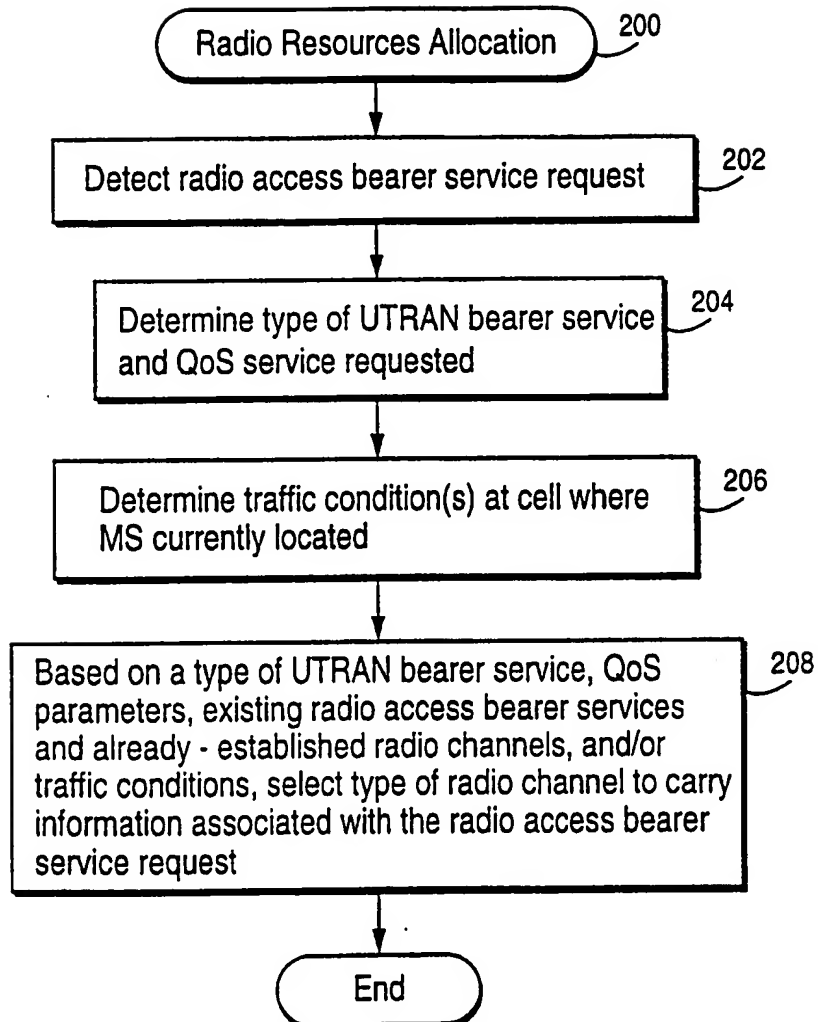 Radio Resources Allocation
200
Detect radio access bearer service request
202
Determine type of UTRAN bearer service
and QoS service requested
204
Determine traffic condition(s) at cell where
MS currently located
206
Based on a type of UTRAN bearer service, QoS
parameters, existing radio access bearer services
and already - established radio channels, and/or
traffic conditions, select type of radio channel to carry
information associated with the radio access bearer
service request
208
End